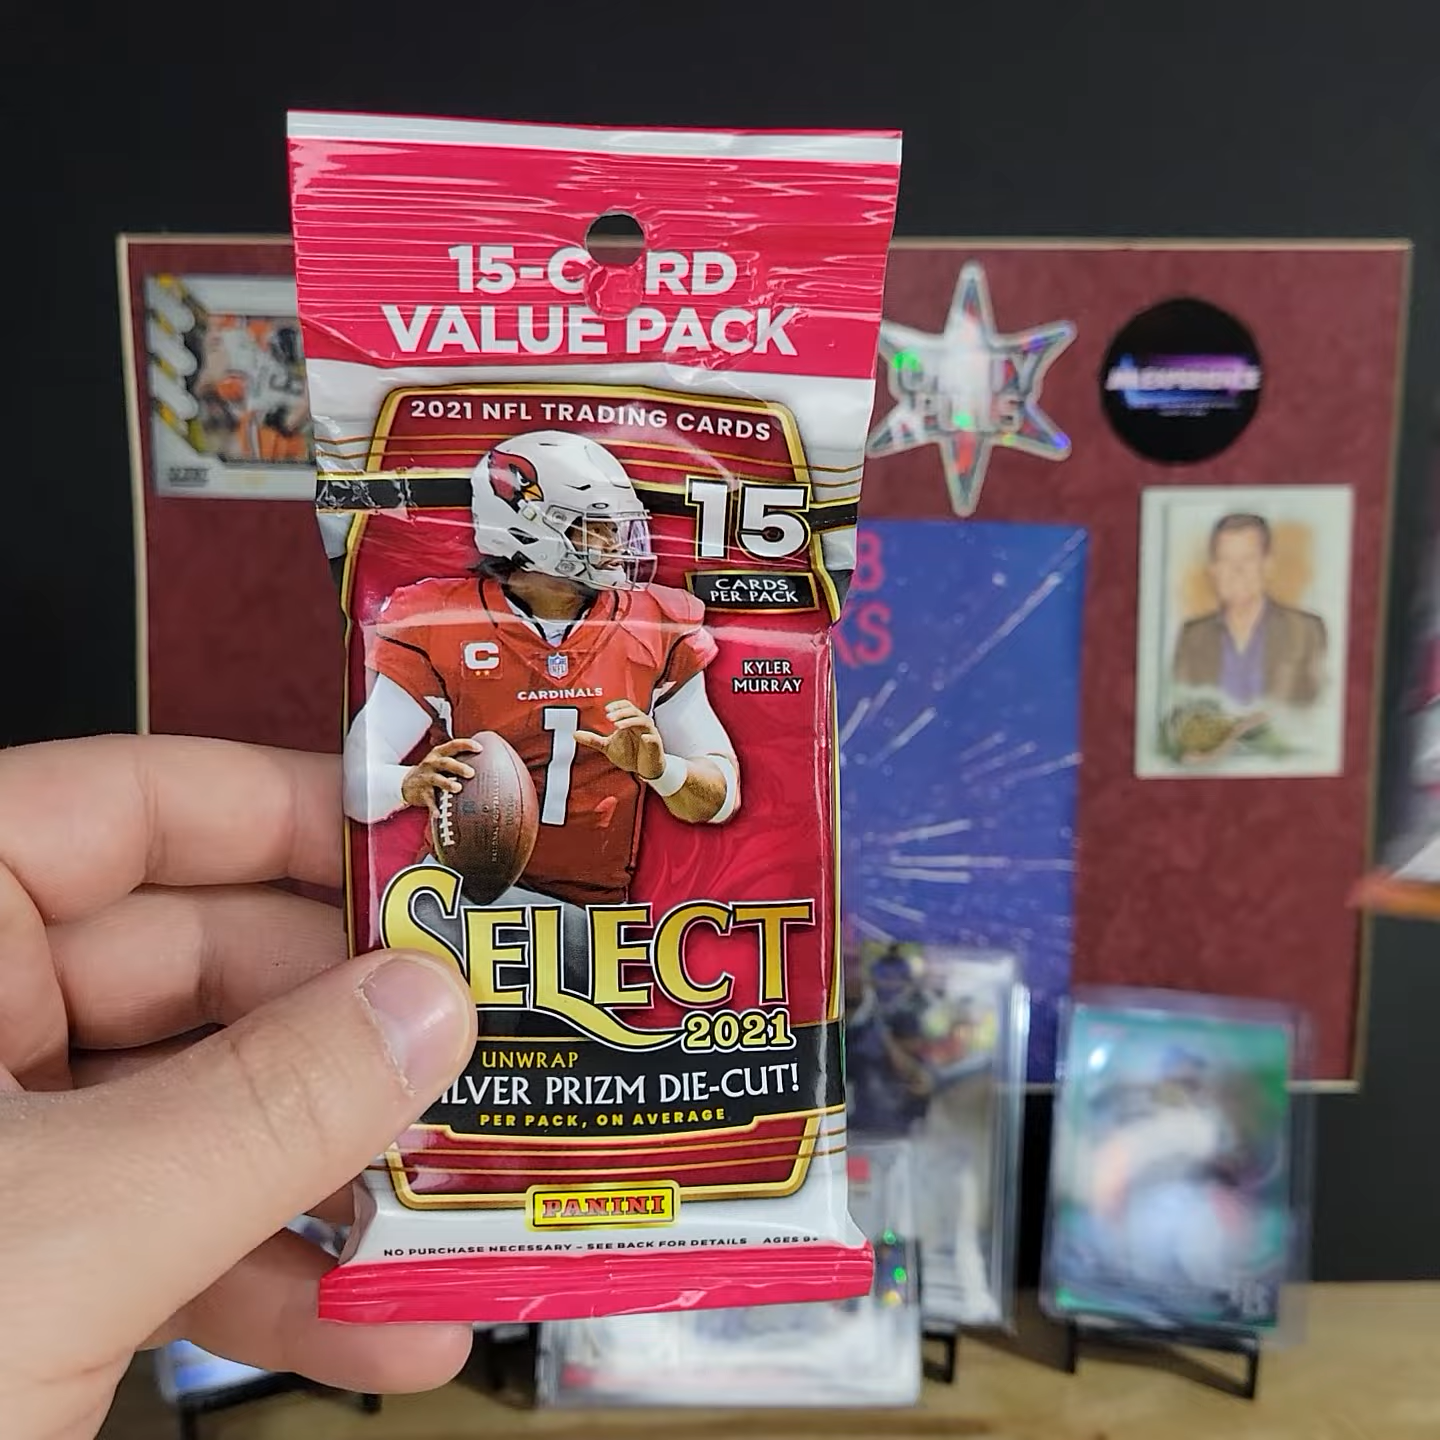 15-C RD
VALUE PACK
2021 NFL TRADING CARDS
15
CARDS
PER PACK
KYLER
MURRAY
C
NFL
CARDINALS
1
SELECT
2021
UNWRAP
ILVER PRIZM DIE-CUT!
PER PACK, ON AVERAGE
PANINI
NO PURCHASE NECESSARY – SEE BACK FOR DETAILS AGES 9+